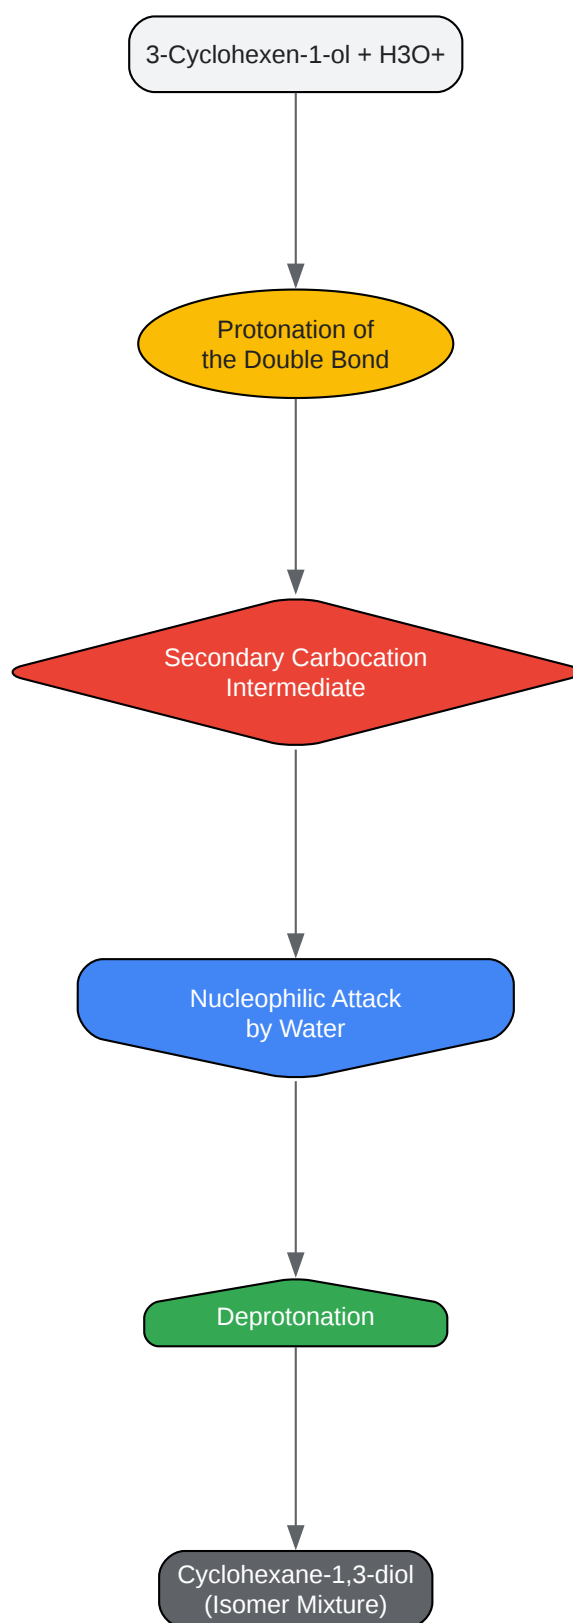 3-Cyclohexen-1-ol + H3O+
Protonation of
the Double Bond
Secondary Carbocation
Intermediate
Nucleophilic Attack
by Water
Deprotonation
Cyclohexane-1,3-diol
(Isomer Mixture)